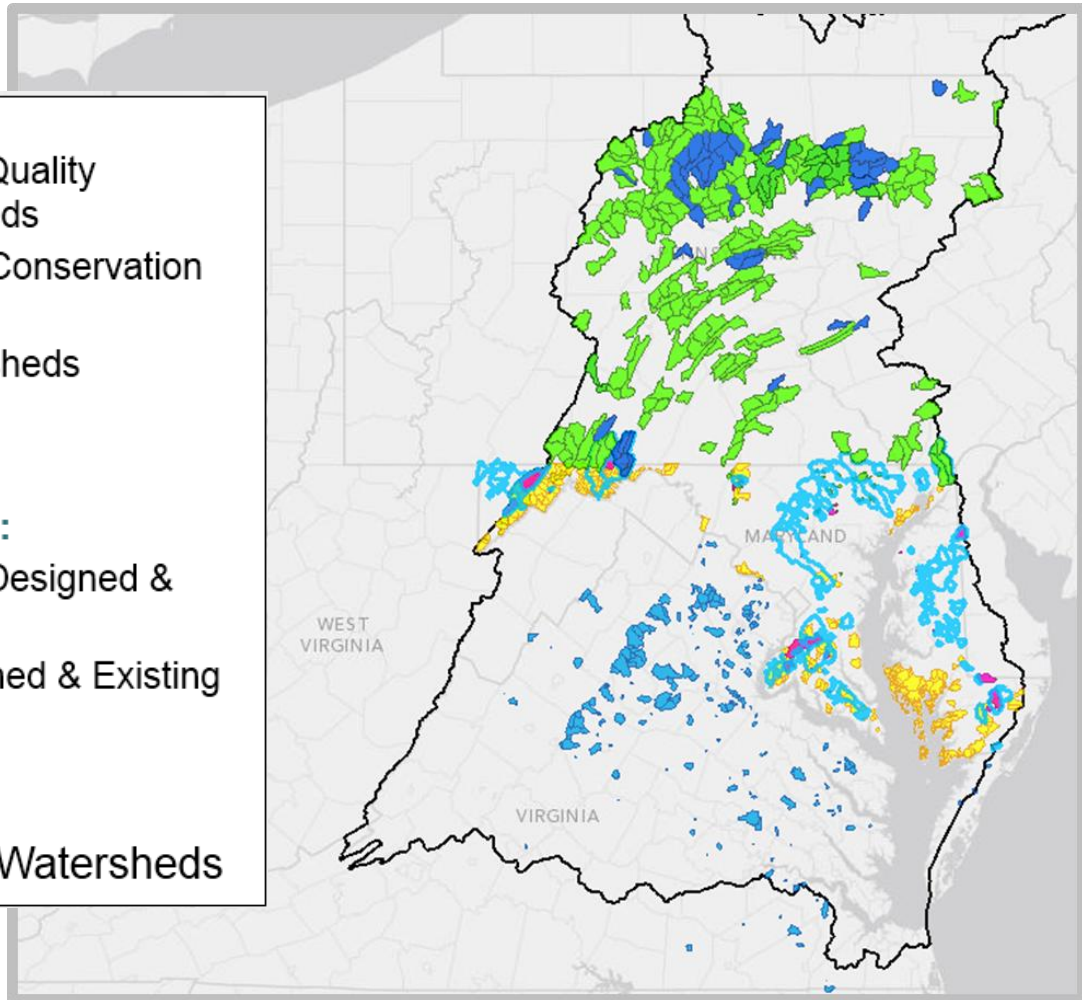 Quality
ds
Conservation
heds
:
Designed &
ned & Existing
Watersheds
MARYLAND
WEST
VIRGINIA
VIRGINIA